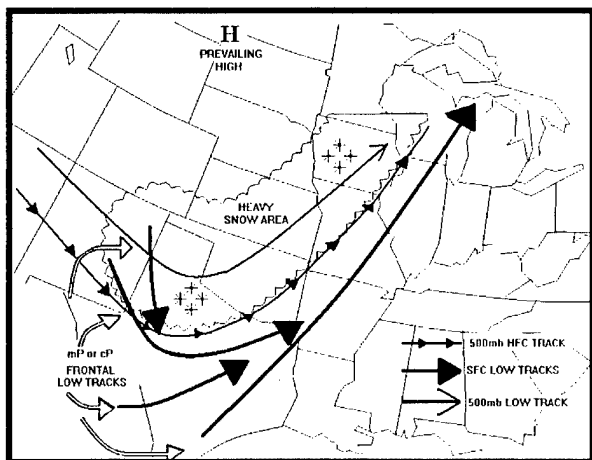 H
PREVAILING
HIGH
HEAVY
SNOW AREA
mP or cP
FRONTAL
LOW TRACKS
500mb HFC TRACK
SFC LOW TRACKS
500mb LOW TRACK